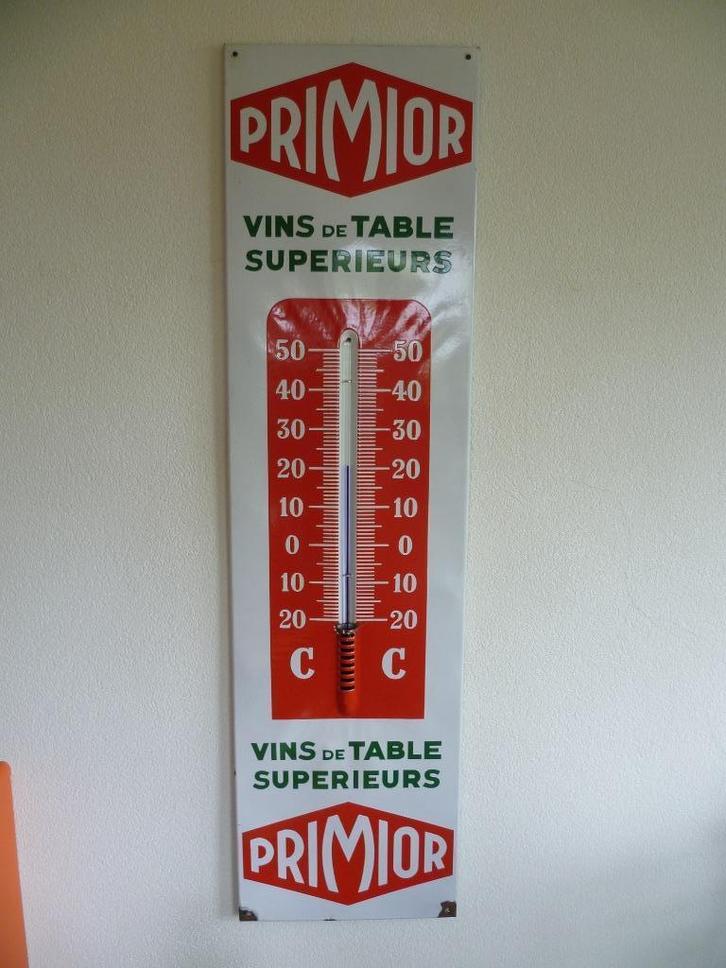 PRIMIOR
VINS DE TABLE
SUPERIEURS
50 50
40 40
30 30
20 20
10 10
0 0
10 10
20 20
C C
VINS DE TABLE
SUPERIEURS
PRIMIOR